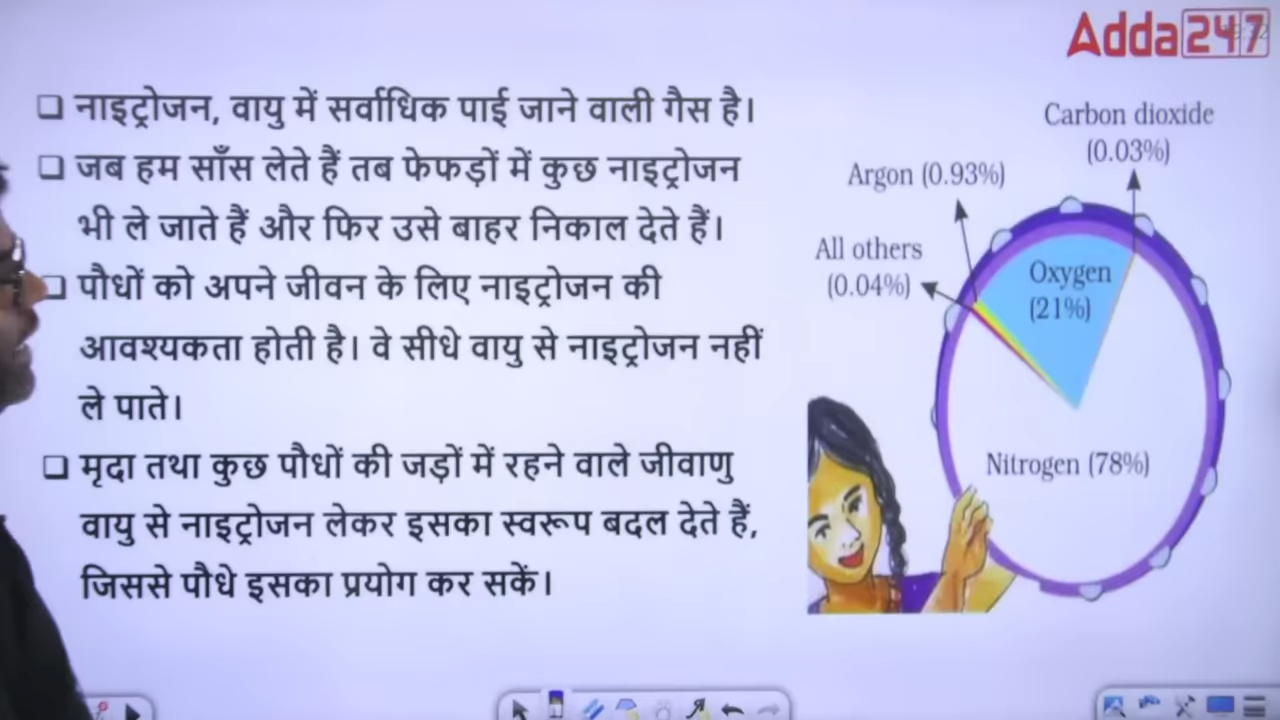 Adda247
❑ नाइट्रोजन, वायु में सर्वाधिक पाई जाने वाली गैस है।
❑ जब हम साँस लेते हैं तब फेफड़ों में कुछ नाइट्रोजन
भी ले जाते हैं और फिर उसे बाहर निकाल देते हैं।
❑ पौधों को अपने जीवन के लिए नाइट्रोजन की
आवश्यकता होती है। वे सीधे वायु से नाइट्रोजन नहीं
ले पाते।
❑ मृदा तथा कुछ पौधों की जड़ों में रहने वाले जीवाणु
वायु से नाइट्रोजन लेकर इसका स्वरूप बदल देते हैं,
जिससे पौधे इसका प्रयोग कर सकें।
Carbon dioxide
(0.03%)
Argon (0.93%)
All others
(0.04%)
Oxygen
(21%)
Nitrogen (78%)